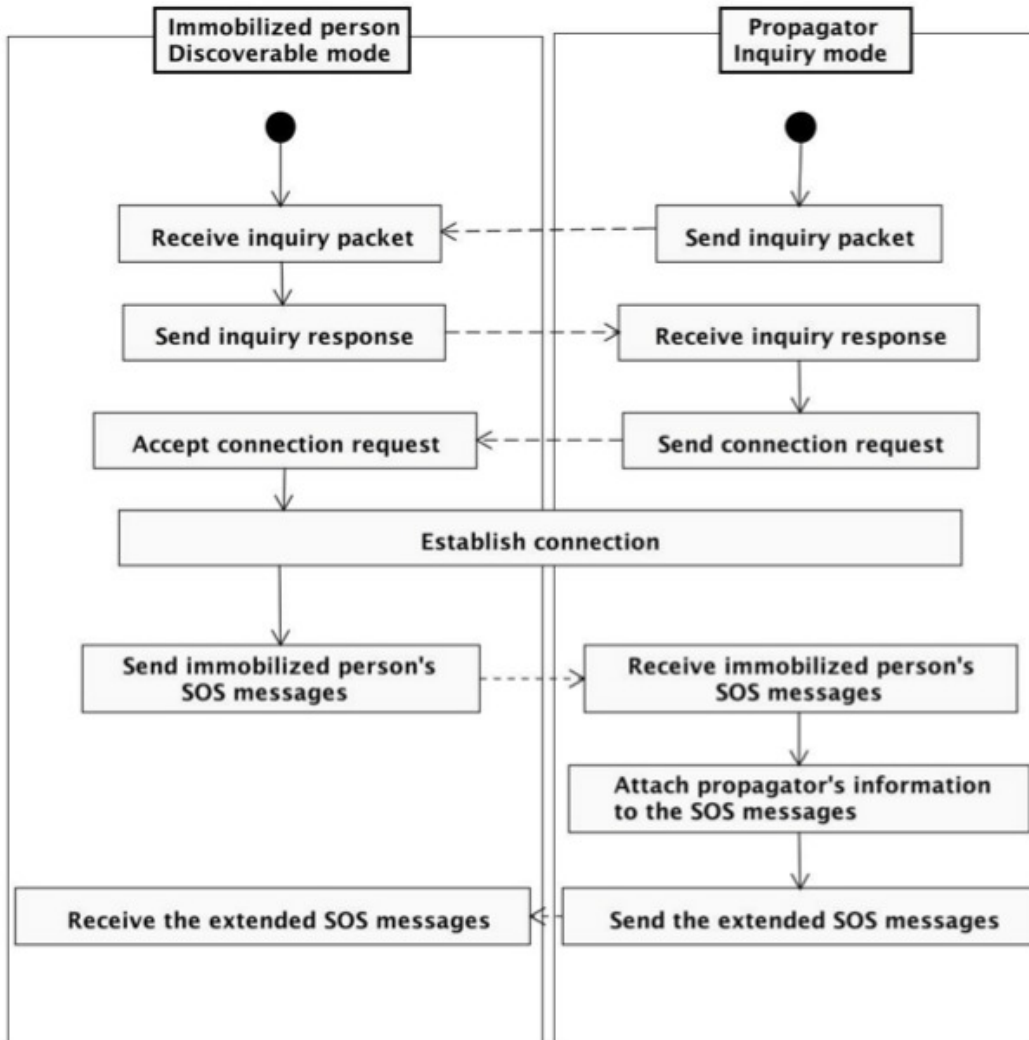 Immobilized person
Discoverable mode
Propagator
Inquiry mode
Receive inquiry packet
Send inquiry packet
Send inquiry response
Receive inquiry response
Accept connection request
Send connection request
Establish connection
Send immobilized person's
SOS messages
Receive immobilized person's
SOS messages
Attach propagator's information
to the SOS messages
Receive the extended SOS messages
Send the extended SOS messages